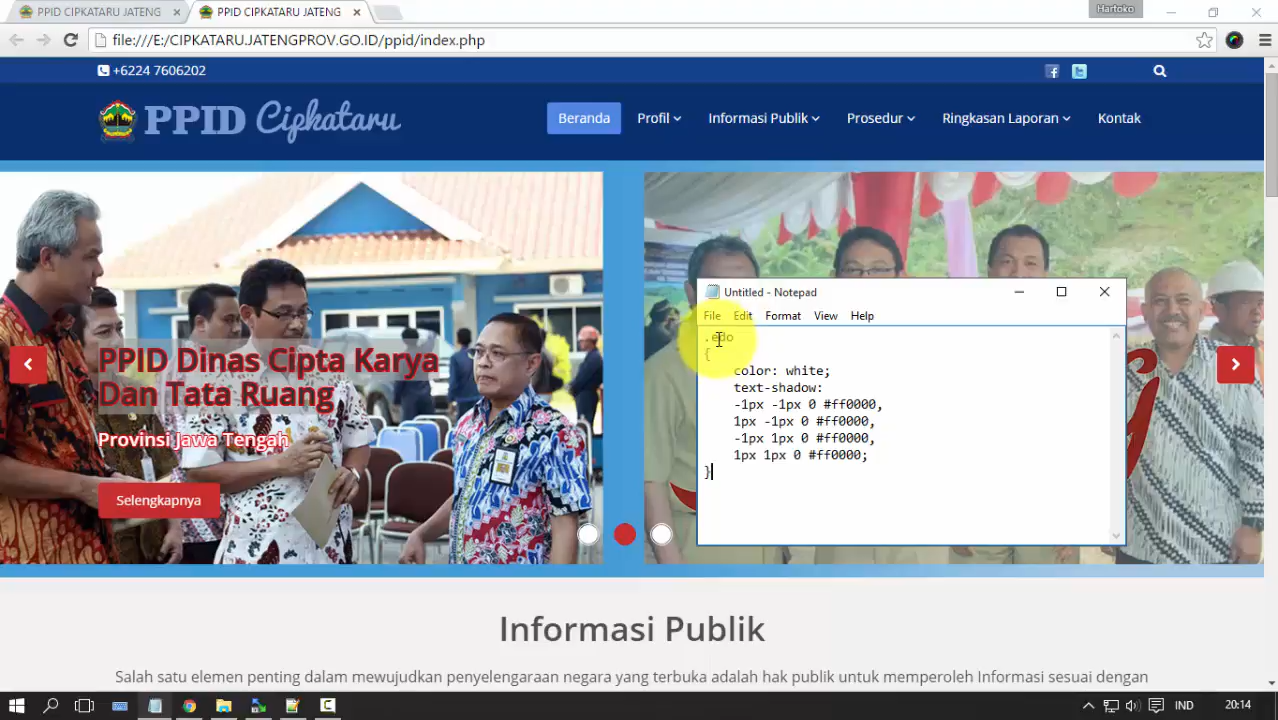 PPID CIPKATARU JATENG
PPID CIPKATARU JATENG
Hartoko
file:///E:/CIPKATARU.JATENGPROV.GO.ID/ppid/index.php
+6224 7606202
PPID Cipkataru
Beranda Profil Informasi Publik Prosedur Ringkasan Laporan Kontak
PPID Dinas Cipta Karya
Dan Tata Ruang
Provinsi Jawa Tengah
Selengkapnya
Untitled - Notepad
File Edit Format View Help
.edo
{
color: white;
text-shadow:
-1px -1px 0 #ff0000,
1px -1px 0 #ff0000,
-1px 1px 0 #ff0000,
1px 1px 0 #ff0000;
}
Informasi Publik
Salah satu elemen penting dalam mewujudkan penyelengaraan negara yang terbuka adalah hak publik untuk memperoleh Informasi sesuai dengan
IND 20:14